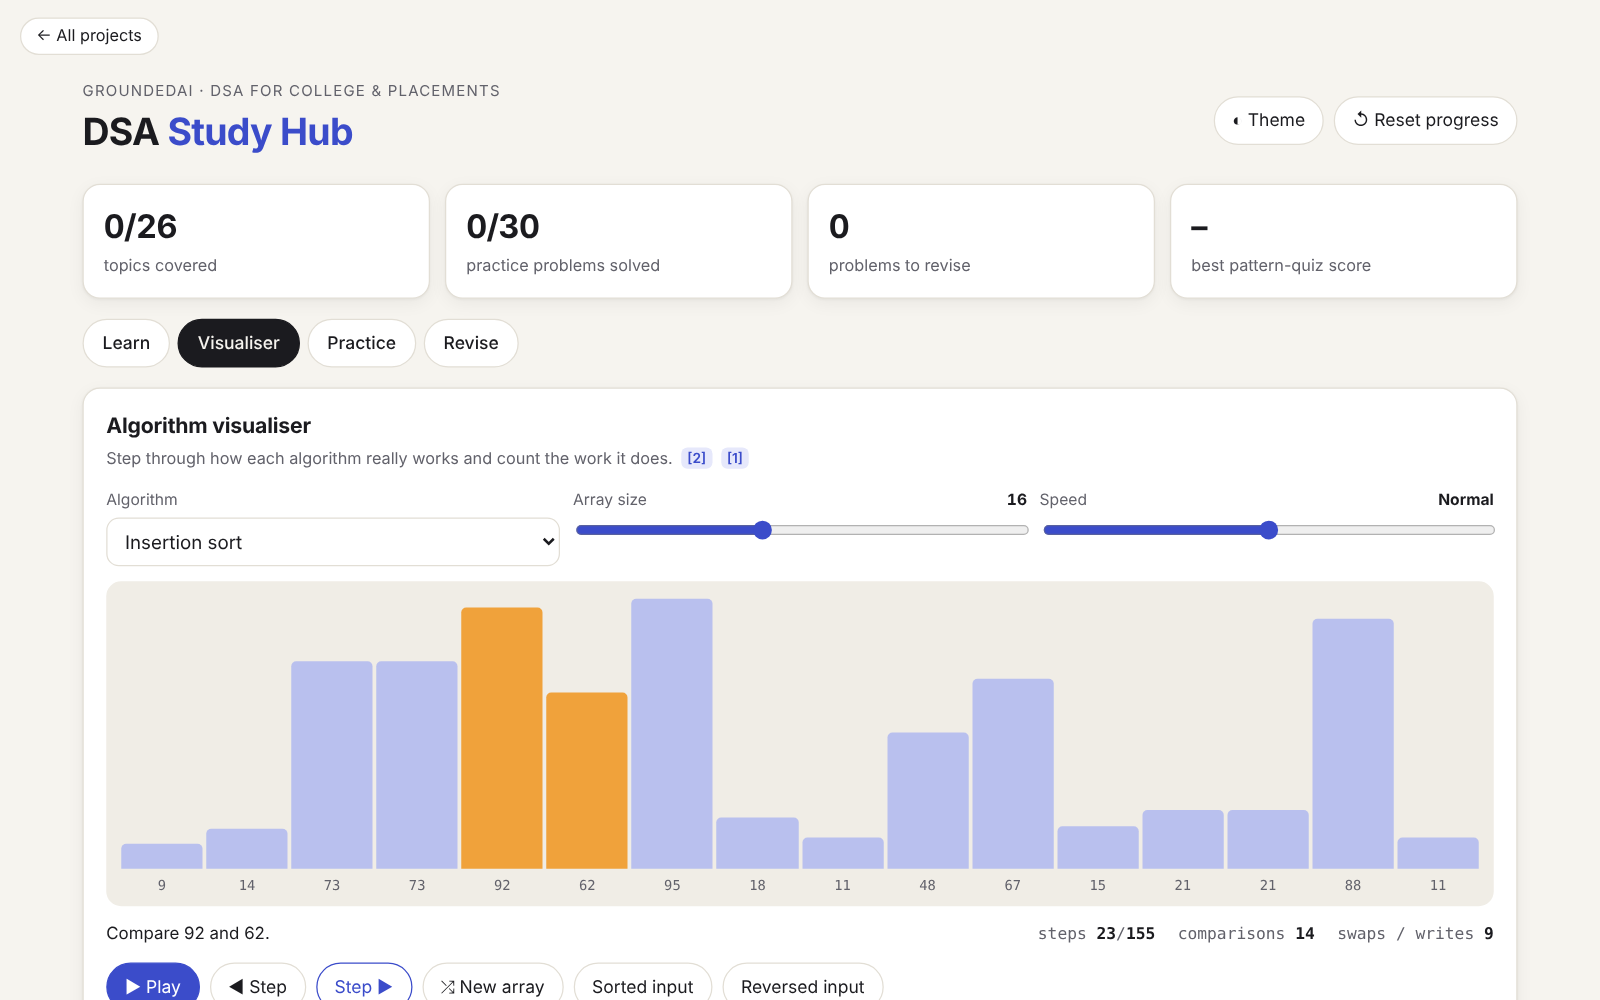 ← All projects
GROUNDEDAI · DSA FOR COLLEGE & PLACEMENTS
DSA Study Hub
Theme
Reset progress
0/26
topics covered
0/30
practice problems solved
0
problems to revise
–
best pattern-quiz score
Learn
Visualiser
Practice
Revise
Algorithm visualiser
Step through how each algorithm really works and count the work it does. [2] [1]
Algorithm
Insertion sort
Array size 16
Speed Normal
9 14 73 73 92 62 95 18 11 48 67 15 21 21 88 11
Compare 92 and 62.
steps 23/155 comparisons 14 swaps / writes 9
▶ Play
◀ Step
Step ▶
New array
Sorted input
Reversed input